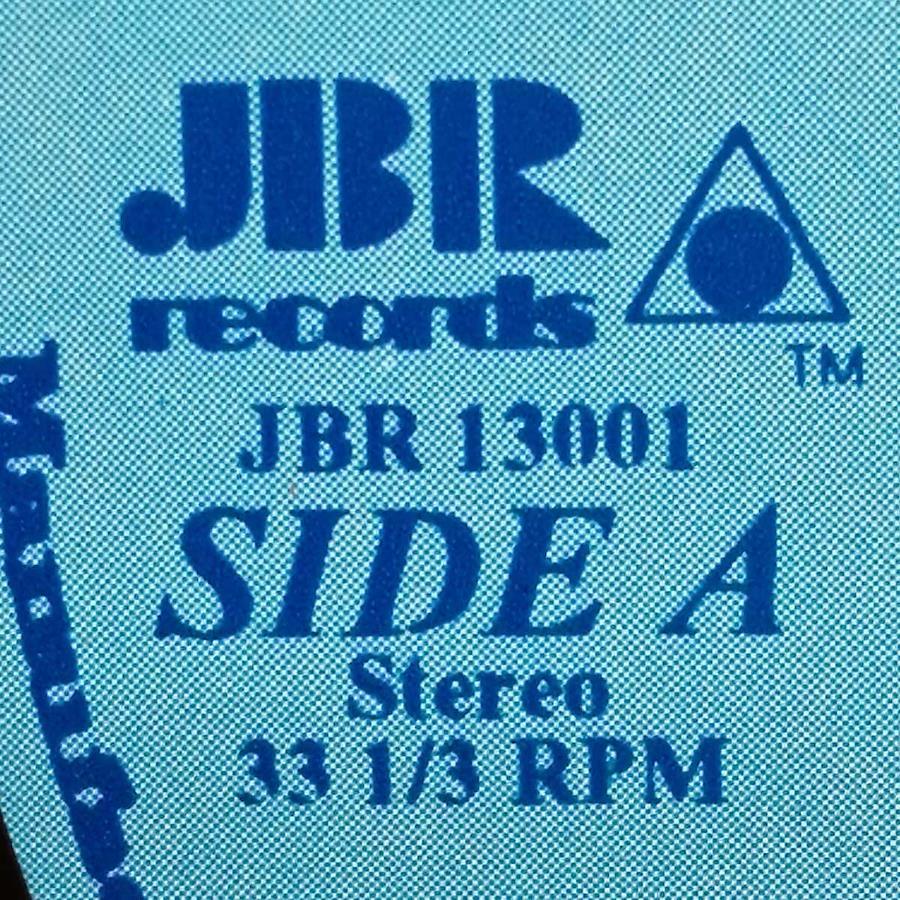 JBR
records
TM
JBR 13001
SIDE A
Stereo
33 1/3 RPM